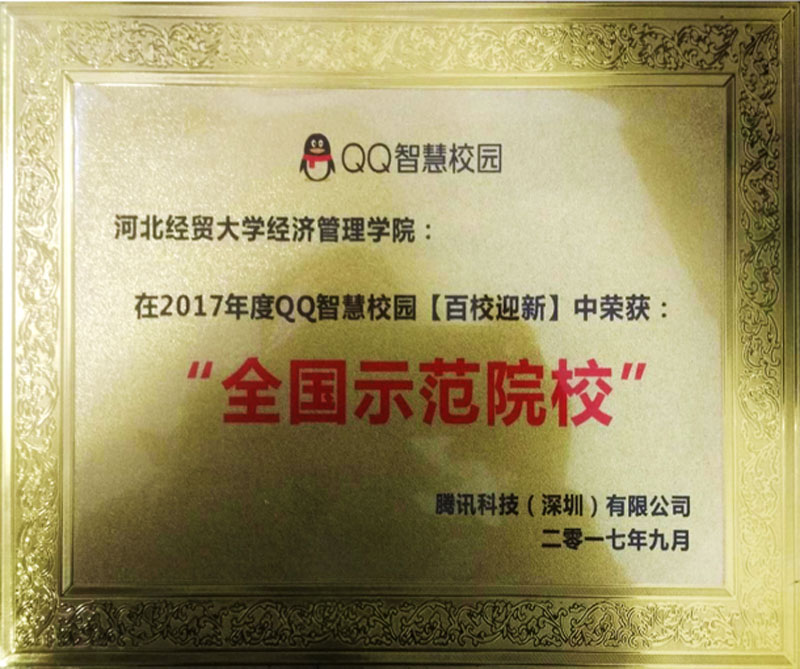 QQ智慧校园
河北经贸大学经济管理学院：
在2017年度QQ智慧校园【百校迎新】中荣获：
“全国示范院校”
腾讯科技（深圳）有限公司
二零一七年九月